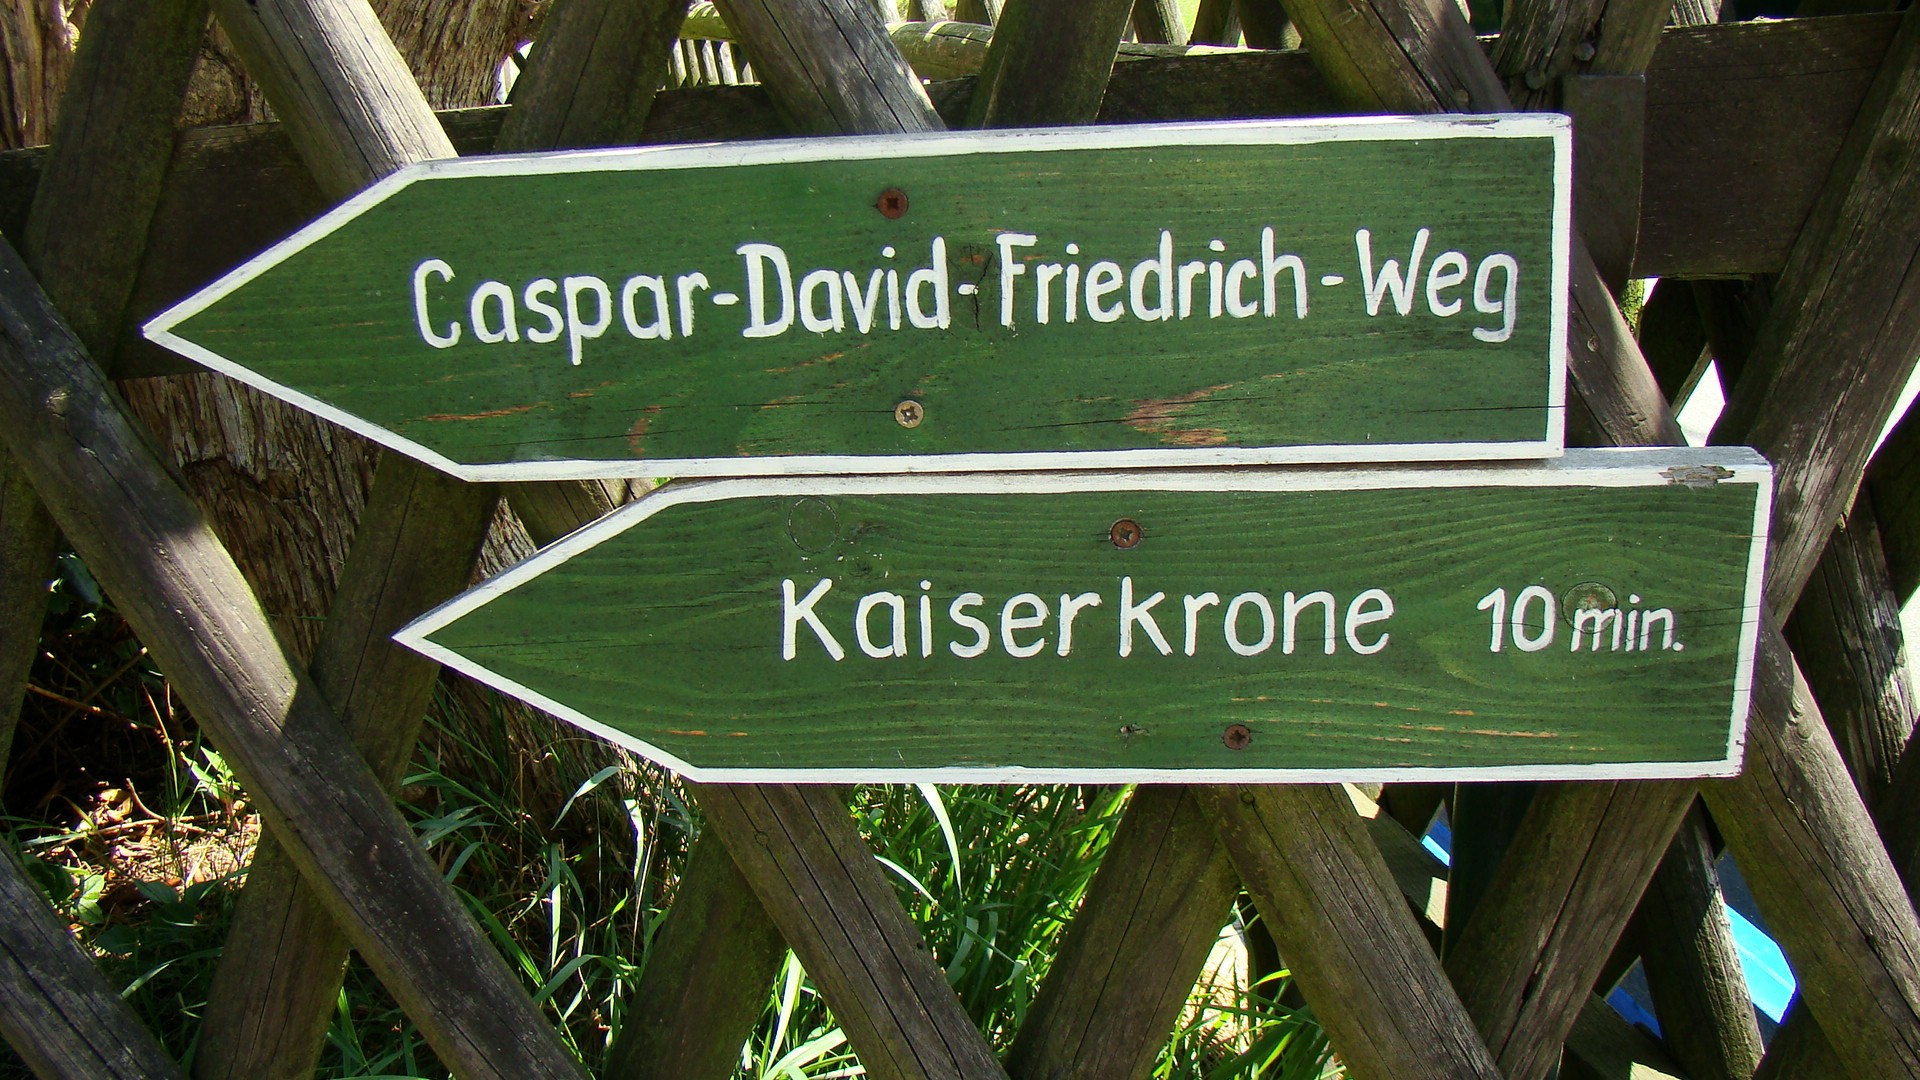 Caspar-David-Friedrich-Weg
Kaiserkrone 10 min.